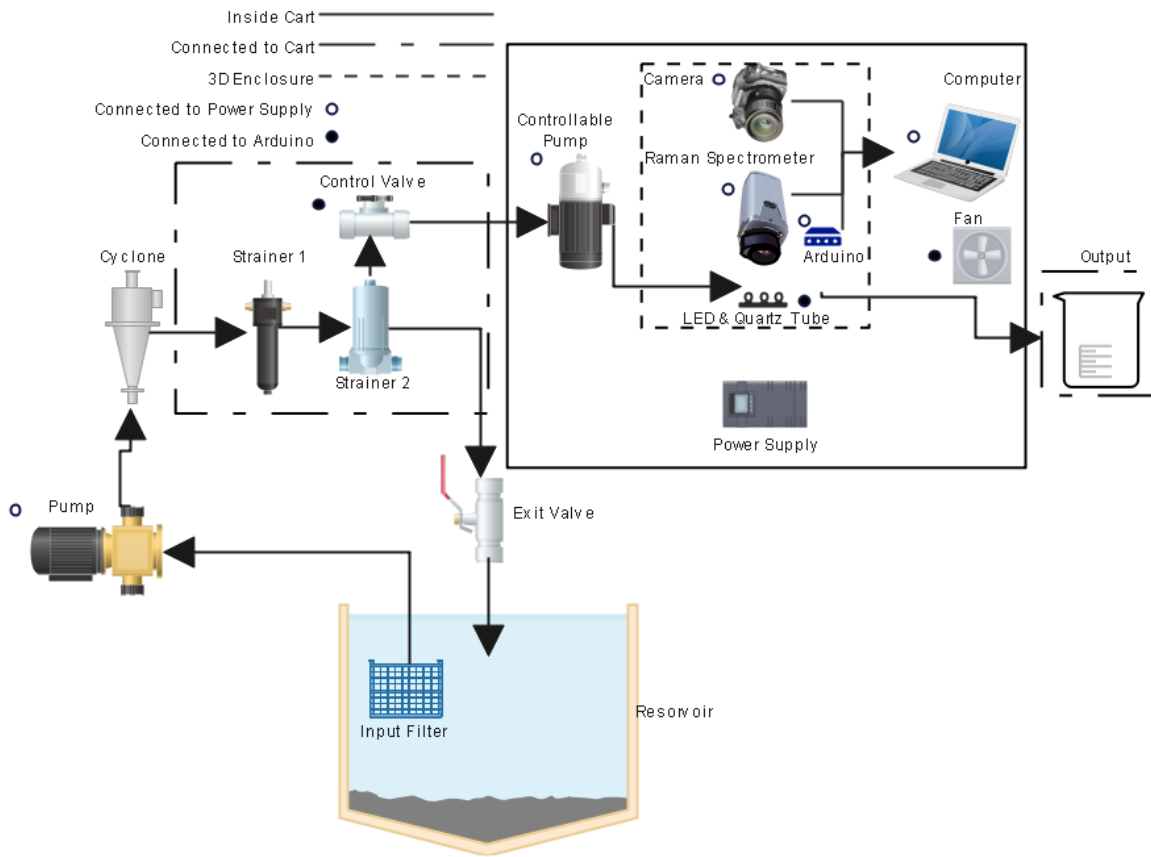 Inside Cart
Connected to Cart
3D Enclosure
Connected to Power Supply
Connected to Arduino
Camera
Computer
Controllable
Pump
Raman Spectrometer
Control Valve
Fan
Cyclone
Strainer 1
Arduino
Output
LED & Quartz Tube
Strainer 2
Power Supply
Pump
Exit Valve
Resorvoir
Input Filter